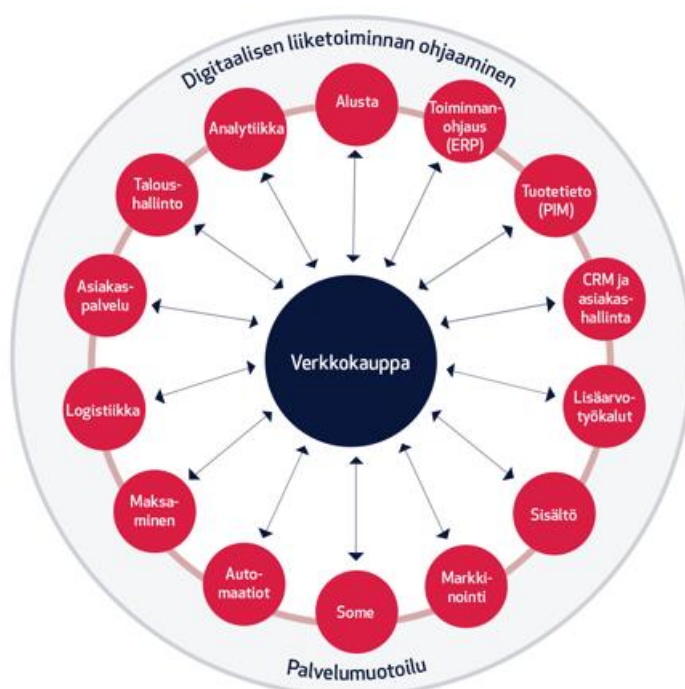 Digitaalisen liiketoiminnan ohjaaminen
Alusta
Toiminnan-
ohjaus
(ERP)
Tuotetieto
(PIM)
CRM ja
asiakas-
hallinta
Lisäarvo-
työkalut
Sisältö
Markki-
nointi
Some
Auto-
maatiot
Maksa-
minen
Logistiikka
Asiakas-
palvelu
Talous-
hallinto
Analytiikka
Verkkokauppa
Palvelumuotoilu